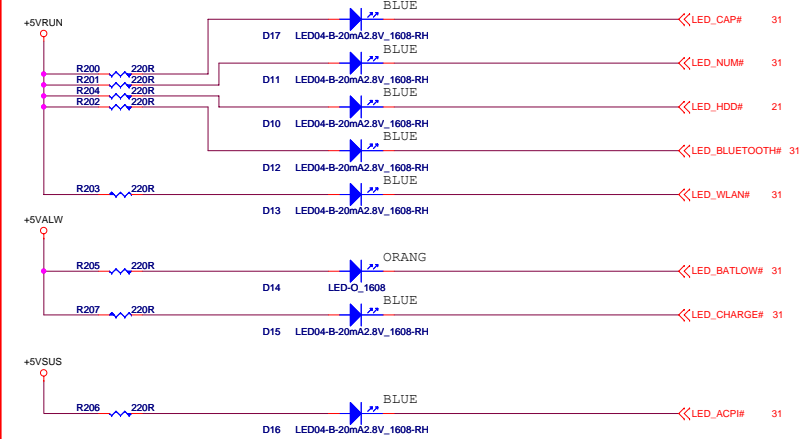 BLUE
+5VRUN
LED_CAP# 31
D17 LED04-B-20mA2.8V_1608-RH
BLUE
LED_NUM# 31
R200 220R
D11 LED04-B-20mA2.8V_1608-RH
R201 220R
R204 220R
BLUE
R202 220R
LED_HDD# 21
D10 LED04-B-20mA2.8V_1608-RH
BLUE
LED_BLUETOOTH# 31
D12 LED04-B-20mA2.8V_1608-RH
BLUE
R203 220R
LED_WLAN# 31
D13 LED04-B-20mA2.8V_1608-RH
+5VALW
ORANG
R205 220R
LED_BATLOW# 31
D14 LED-O_1608
BLUE
R207 220R
LED_CHARGE# 31
D15 LED04-B-20mA2.8V_1608-RH
+5VSUS
BLUE
R206 220R
LED_ACPI# 31
D16 LED04-B-20mA2.8V_1608-RH